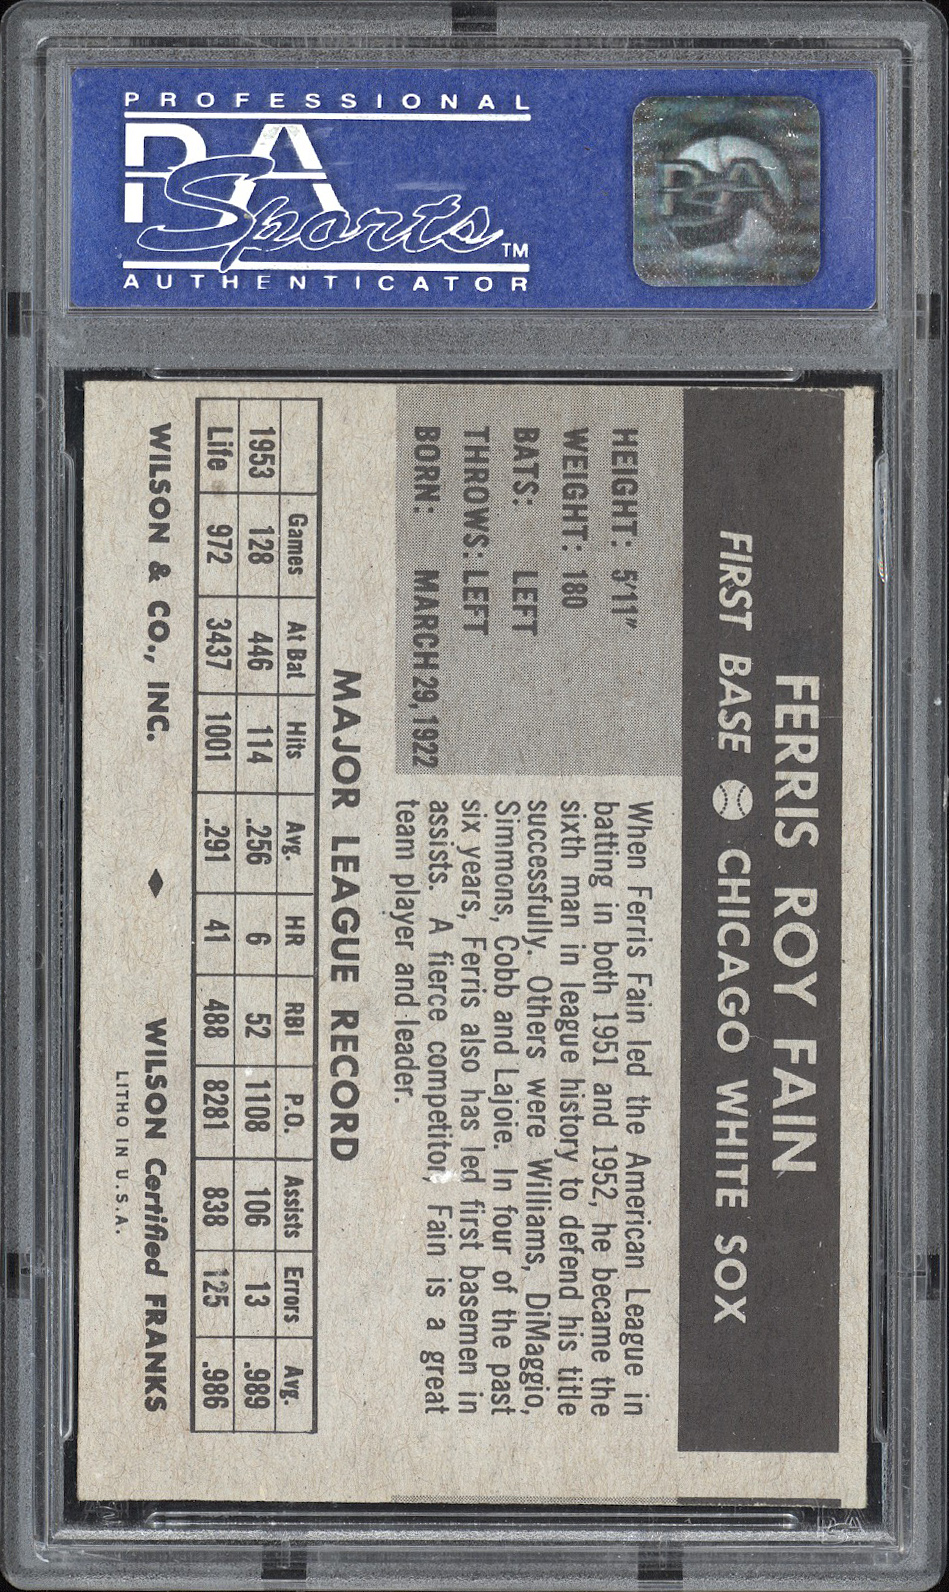 PROFESSIONAL
PSA
Sports™
AUTHENTICATOR
PSA
FERRIS ROY FAIN
FIRST BASE CHICAGO WHITE SOX
HEIGHT: 5'11"
WEIGHT: 180
BATS: LEFT
THROWS: LEFT
BORN: MARCH 29, 1922
When Ferris Fain led the American League in
batting in both 1951 and 1952, he became the
sixth man in league history to defend his title
successfully. Others were Williams, DiMaggio,
Simmons, Cobb and Lajoie. In four of the past
six years, Ferris also has led first basemen in
assists. A fierce competitor, Fain is a great
team player and leader.
MAJOR LEAGUE RECORD
Games At Bat Hits Avg. HR RBI P.O. Assists Errors Avg.
1953 128 446 114 .256 6 52 1108 106 13 .989
Life 972 3437 1001 .291 41 488 8281 838 125 .986
WILSON & CO., INC. ♦ WILSON Certified FRANKS
LITHO IN U.S.A.
PSA